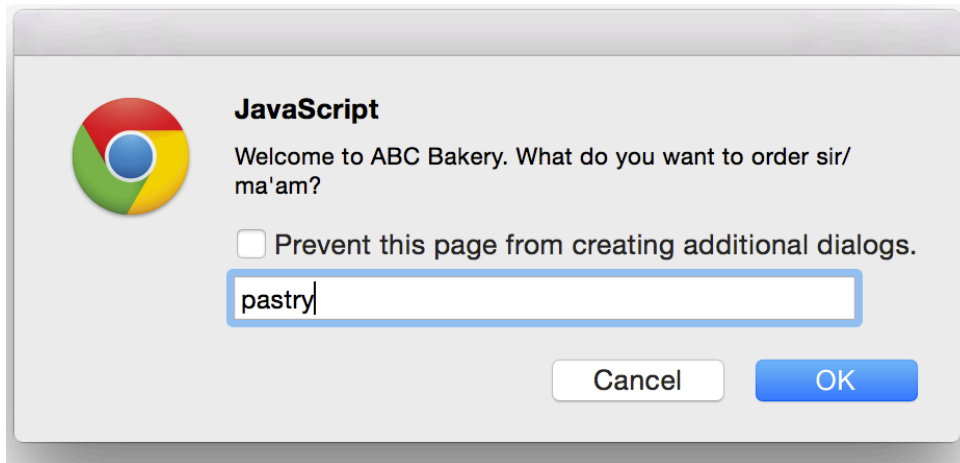 JavaScript
Welcome to ABC Bakery. What do you want to order sir/
ma'am?
Prevent this page from creating additional dialogs.
pastry
Cancel OK